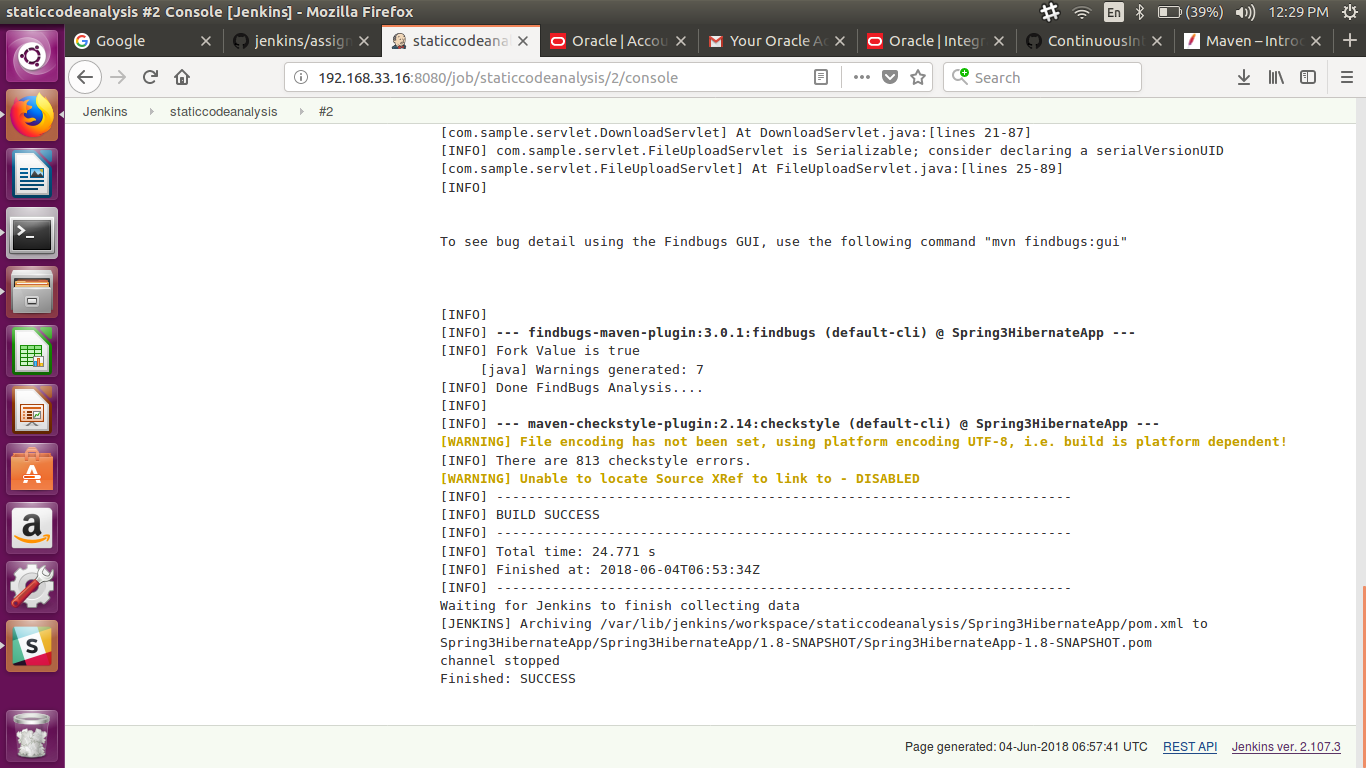 staticcodeanalysis #2 Console [Jenkins] - Mozilla Firefox
En
(39%)
12:29 PM
Google
jenkins/assign
staticcodeanal
Oracle | Accou
Your Oracle Ac
Oracle | Integr
ContinuousInt
Maven – Intro
192.168.33.16:8080/job/staticcodeanalysis/2/console
Search
Jenkins
staticcodeanalysis
#2
[com.sample.servlet.DownloadServlet] At DownloadServlet.java:[lines 21-87]
[INFO] com.sample.servlet.FileUploadServlet is Serializable; consider declaring a serialVersionUID
[com.sample.servlet.FileUploadServlet] At FileUploadServlet.java:[lines 25-89]
[INFO]
To see bug detail using the Findbugs GUI, use the following command "mvn findbugs:gui"
[INFO]
[INFO] --- findbugs-maven-plugin:3.0.1:findbugs (default-cli) @ Spring3HibernateApp ---
[INFO] Fork Value is true
[java] Warnings generated: 7
[INFO] Done FindBugs Analysis....
[INFO]
[INFO] --- maven-checkstyle-plugin:2.14:checkstyle (default-cli) @ Spring3HibernateApp ---
[WARNING] File encoding has not been set, using platform encoding UTF-8, i.e. build is platform dependent!
[INFO] There are 813 checkstyle errors.
[WARNING] Unable to locate Source XRef to link to - DISABLED
[INFO] ------------------------------------------------------------------------
[INFO] BUILD SUCCESS
[INFO] ------------------------------------------------------------------------
[INFO] Total time: 24.771 s
[INFO] Finished at: 2018-06-04T06:53:34Z
[INFO] ------------------------------------------------------------------------
Waiting for Jenkins to finish collecting data
[JENKINS] Archiving /var/lib/jenkins/workspace/staticcodeanalysis/Spring3HibernateApp/pom.xml to
Spring3HibernateApp/Spring3HibernateApp/1.8-SNAPSHOT/Spring3HibernateApp-1.8-SNAPSHOT.pom
channel stopped
Finished: SUCCESS
Page generated: 04-Jun-2018 06:57:41 UTC
REST API
Jenkins ver. 2.107.3